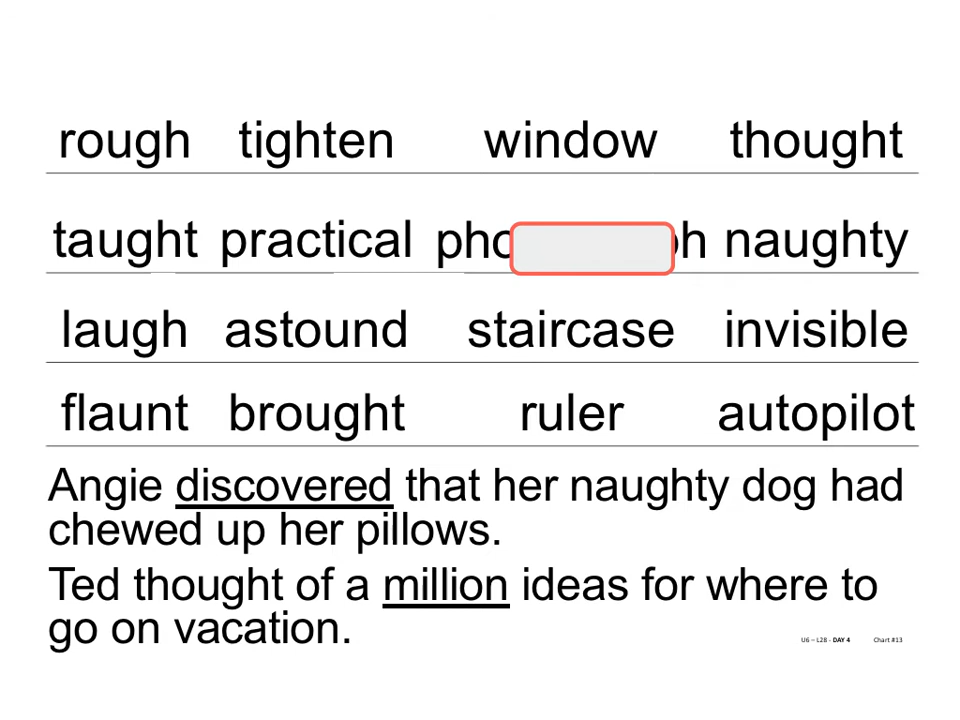 rough tighten window thought
taught practical naughty
laugh astound staircase invisible
flaunt brought ruler autopilot
Angie discovered that her naughty dog had
chewed up her pillows.
Ted thought of a million ideas for where to
go on vacation.
U6 – L28 - DAY 4 Chart #13